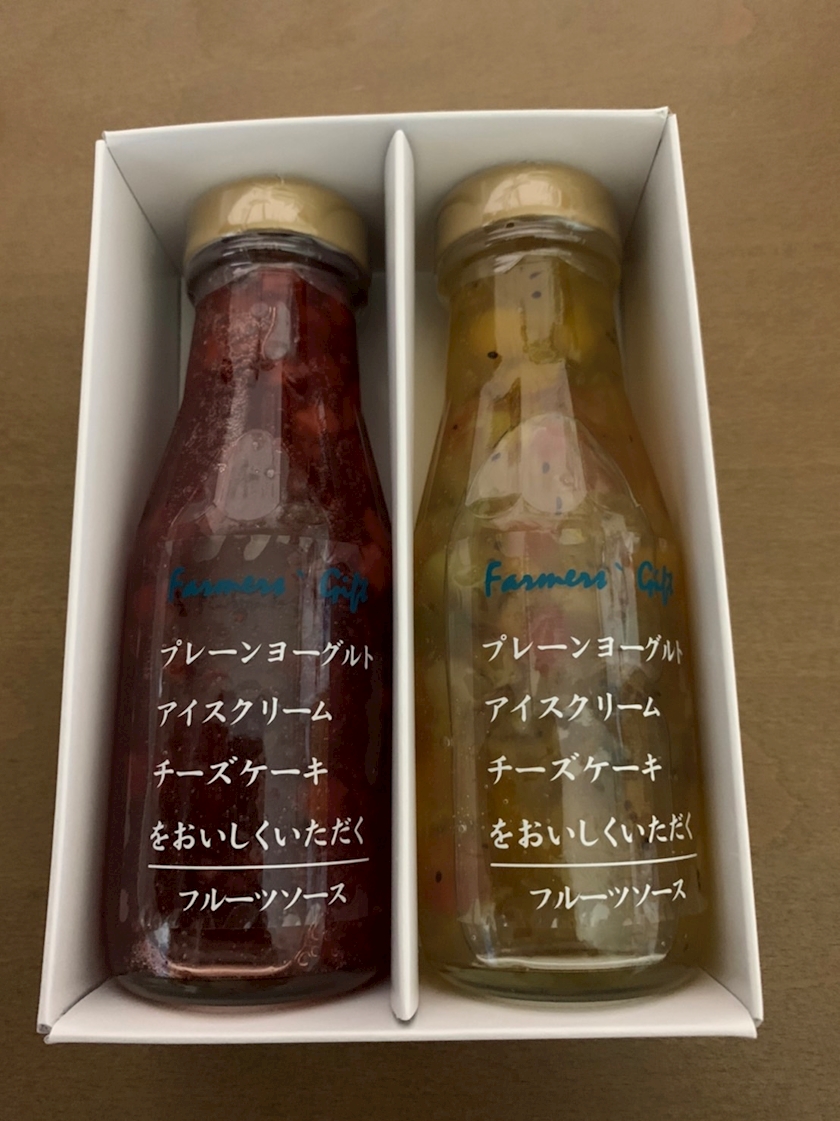 Farmers` Gift
プレーンヨーグルト
アイスクリーム
チーズケーキ
をおいしくいただく
フルーツソース
Farmers` Gift
プレーンヨーグルト
アイスクリーム
チーズケーキ
をおいしくいただく
フルーツソース